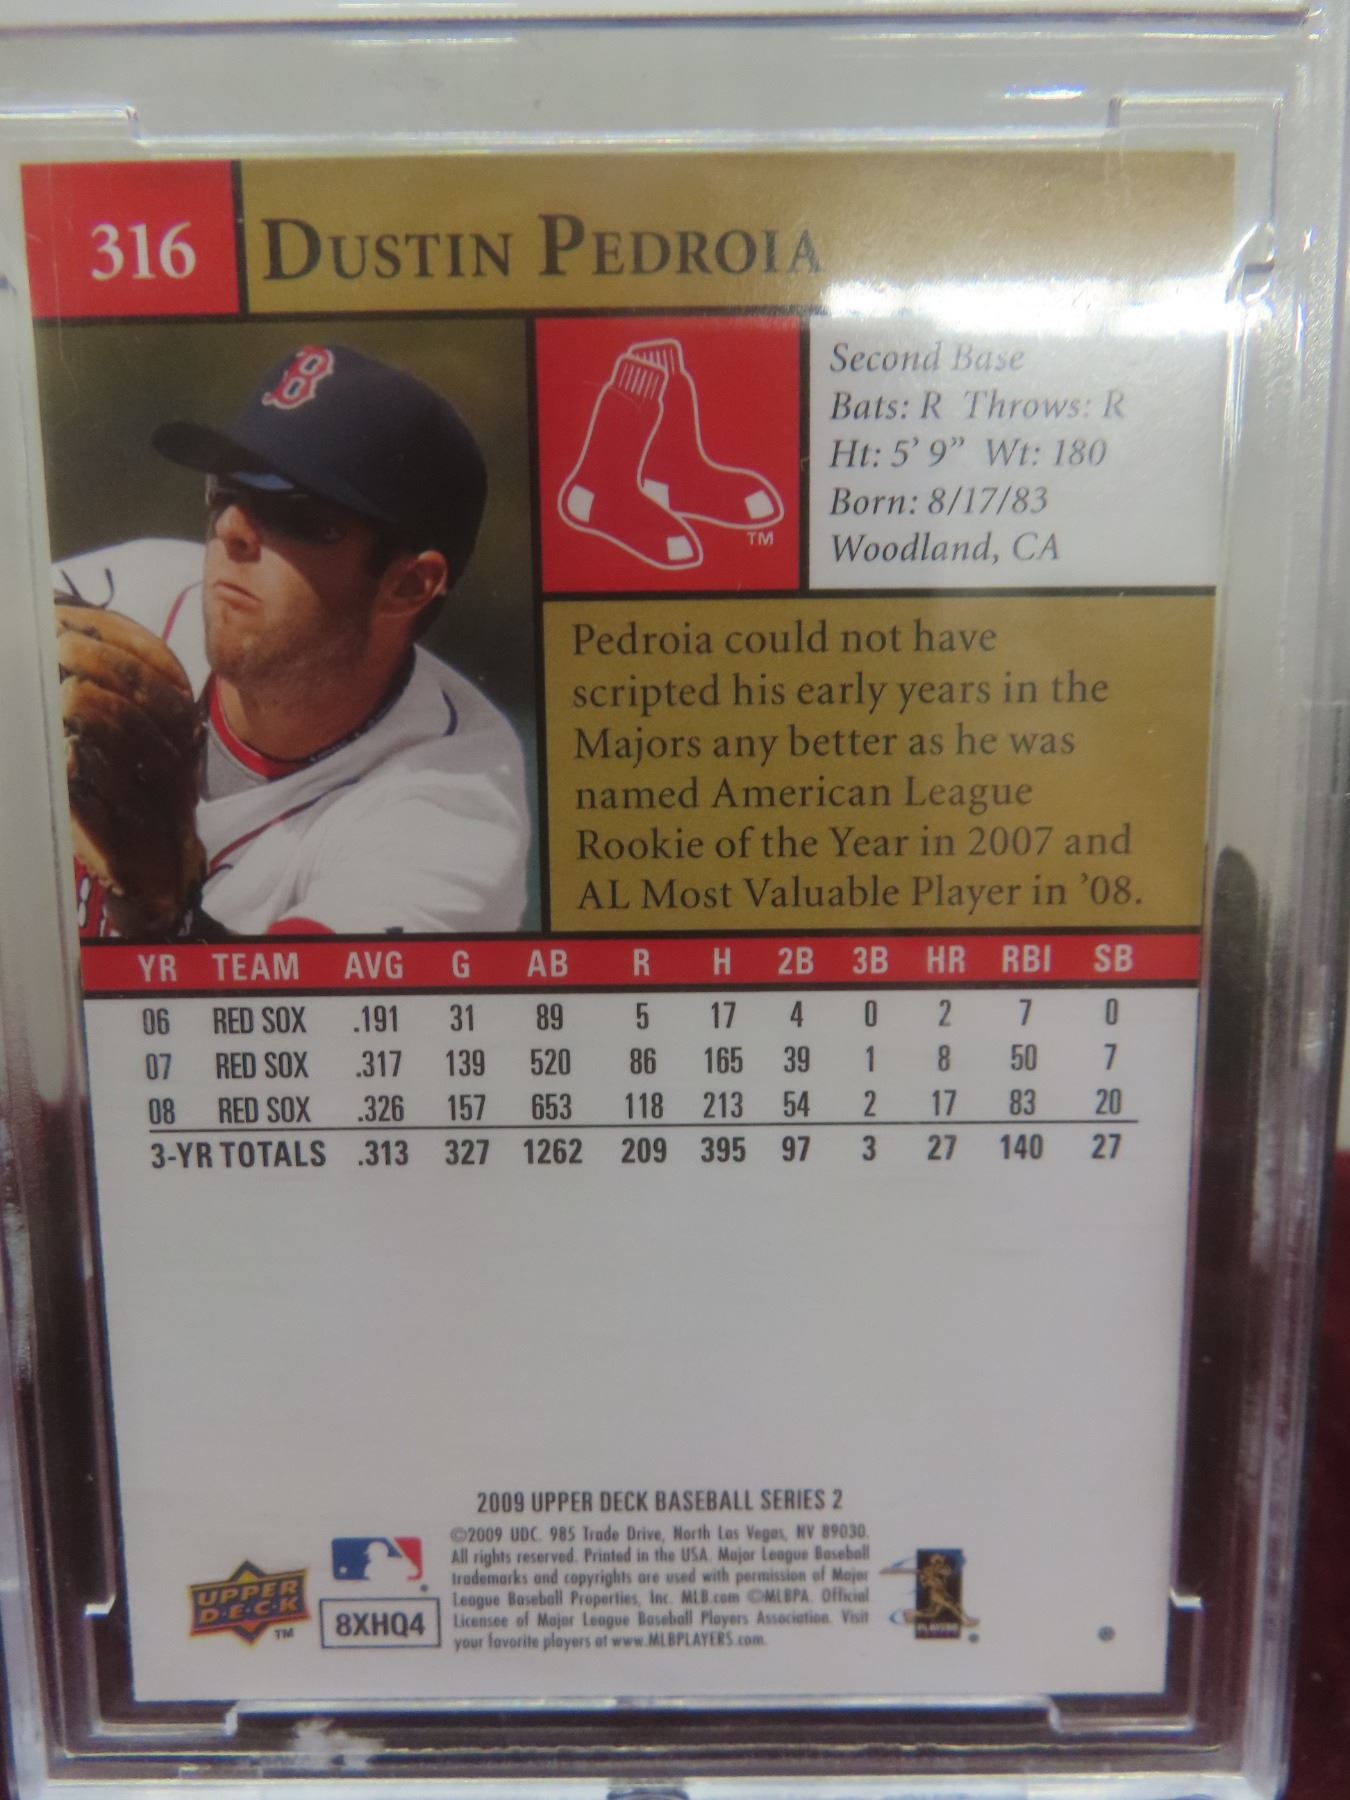 316 DUSTIN PEDROIA
B
Second Base
Bats: R Throws: R
Ht: 5' 9" Wt: 180
Born: 8/17/83
Woodland, CA
TM
Pedroia could not have
scripted his early years in the
Majors any better as he was
named American League
Rookie of the Year in 2007 and
AL Most Valuable Player in '08.
YR TEAM AVG G AB R H 2B 3B HR RBI SB
06 RED SOX .191 31 89 5 17 4 0 2 7 0
07 RED SOX .317 139 520 86 165 39 1 8 50 7
08 RED SOX .326 157 653 118 213 54 2 17 83 20
3-YR TOTALS .313 327 1262 209 395 97 3 27 140 27
2009 UPPER DECK BASEBALL SERIES 2
©2009 UDC. 985 Trade Drive, North Las Vegas, NV 89030.
All rights reserved. Printed in the USA. Major League Baseball
trademarks and copyrights are used with permission of Major
League Baseball Properties, Inc. MLB.com ©MLBPA. Official
Licensee of Major League Baseball Players Association. Visit
your favorite players at www.MLBPLAYERS.com.
UPPER
DECK
TM
8XHQ4
PLAYERS